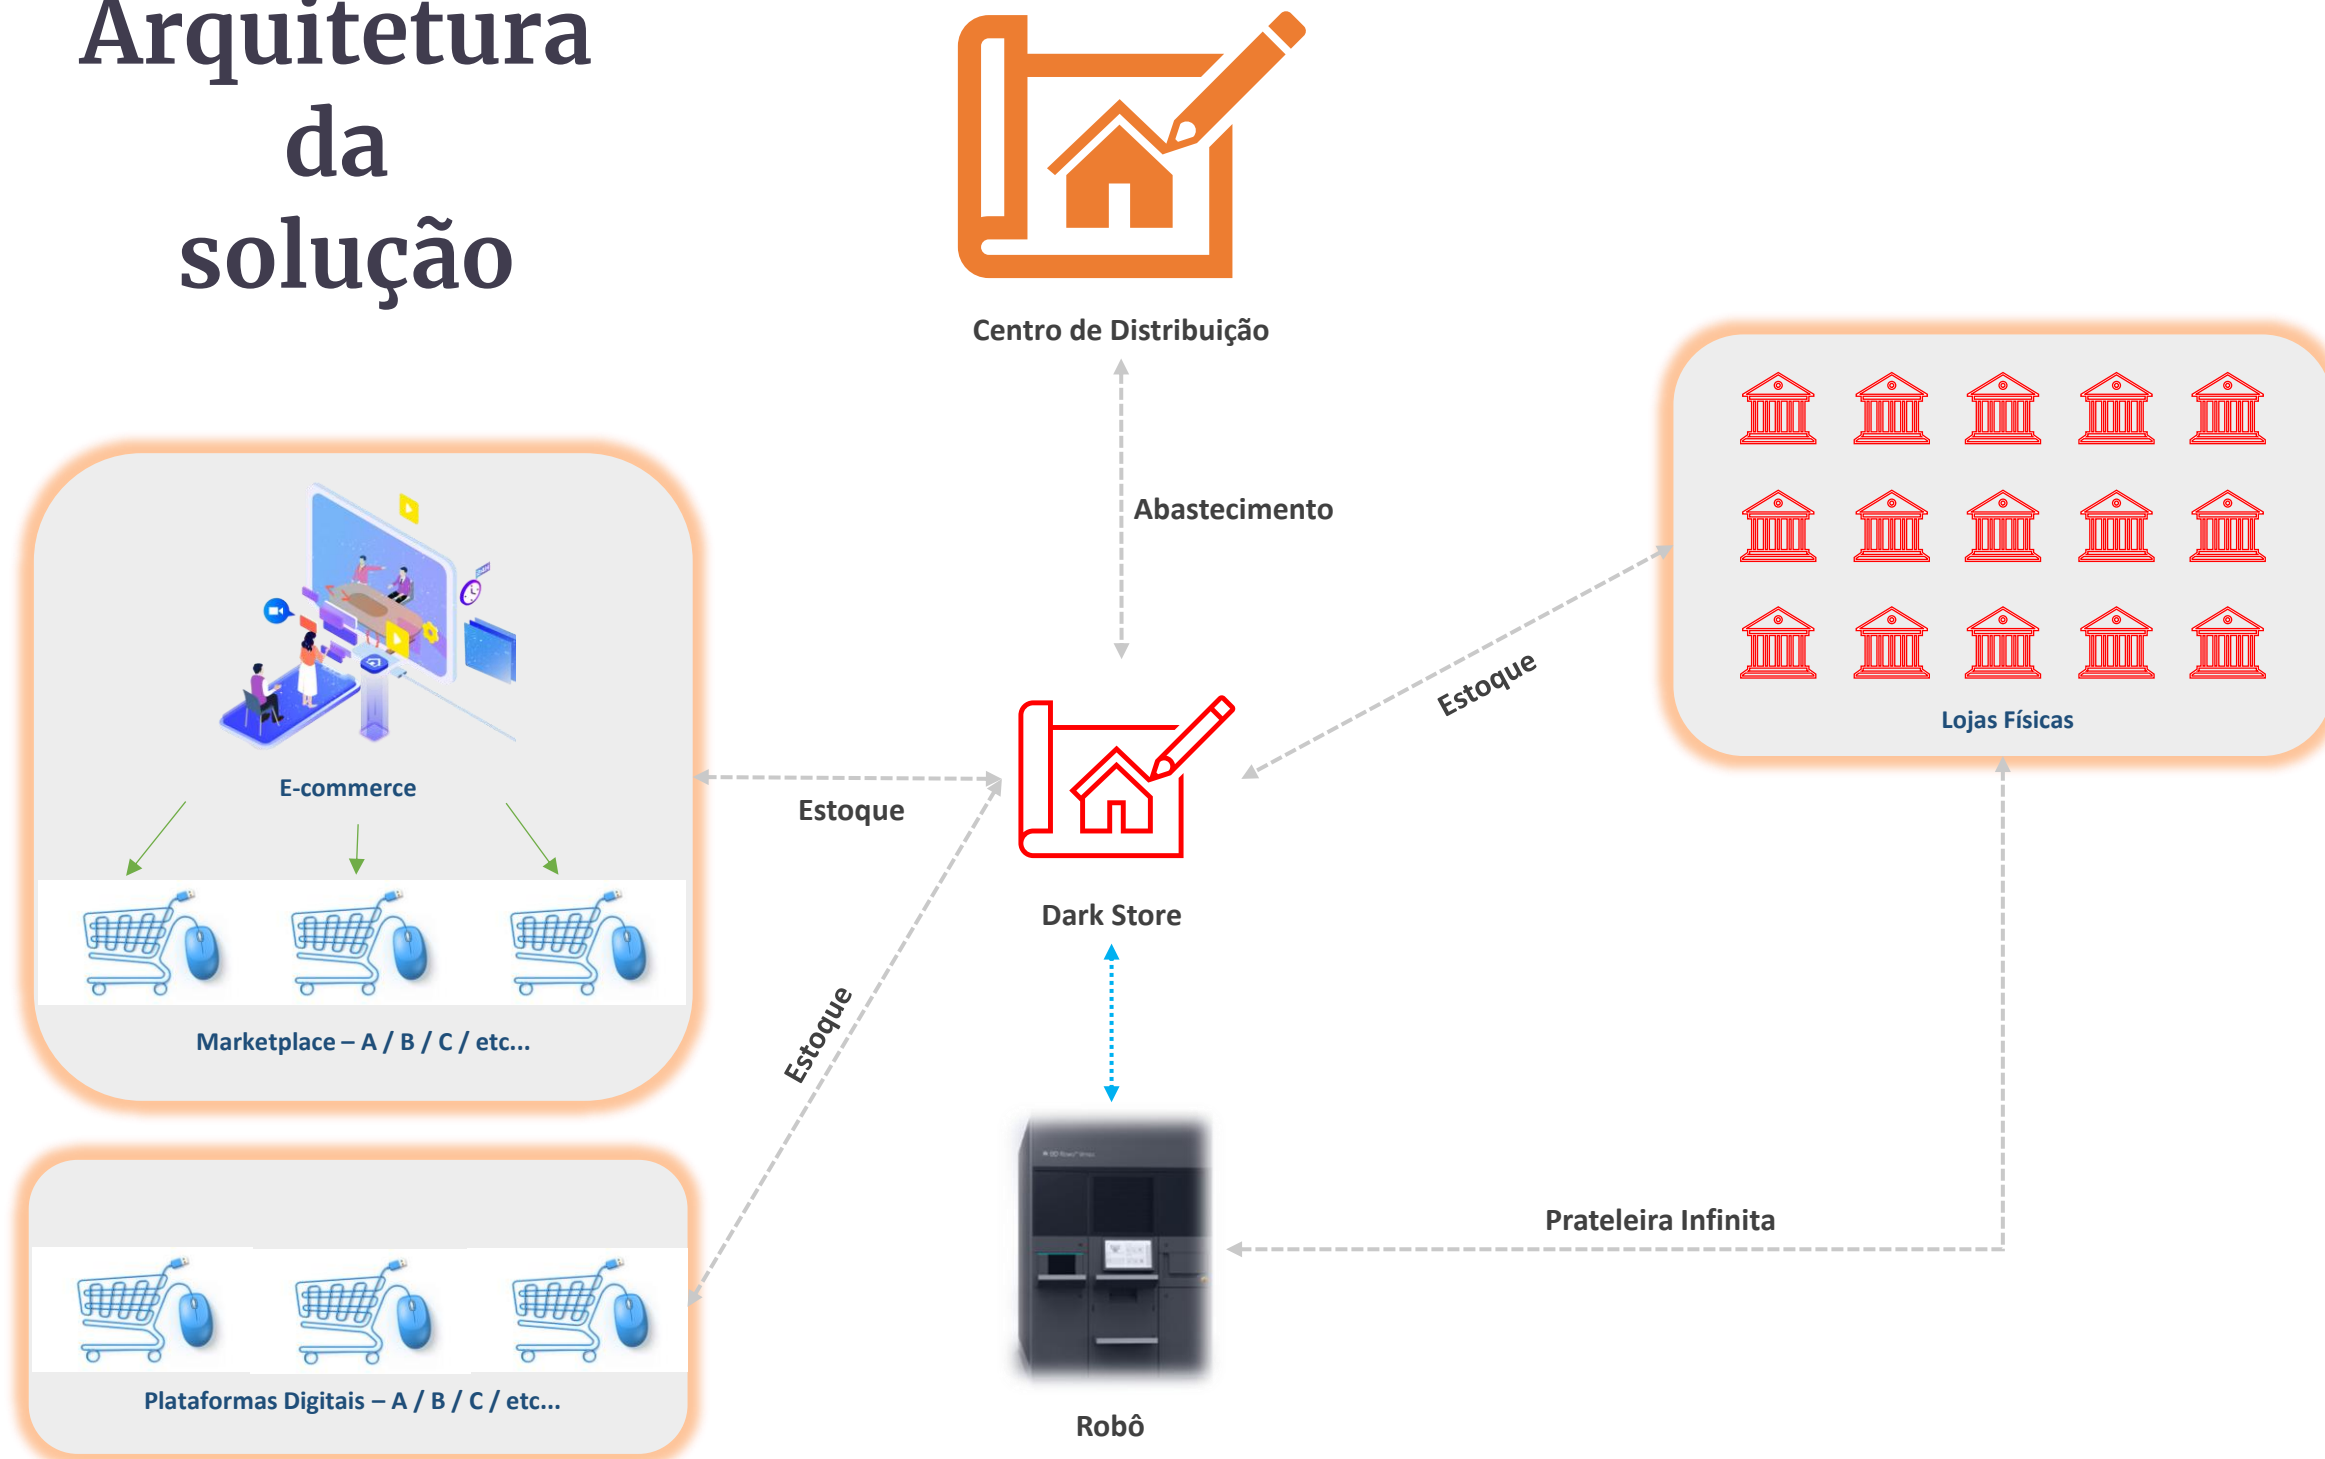 Arquitetura
da
solução
Centro de Distribuição
Abastecimento
Estoque
Lojas Físicas
E-commerce
Estoque
Dark Store
Marketplace – A / B / C / etc...
Estoque
Prateleira Infinita
Plataformas Digitais – A / B / C / etc...
Robô